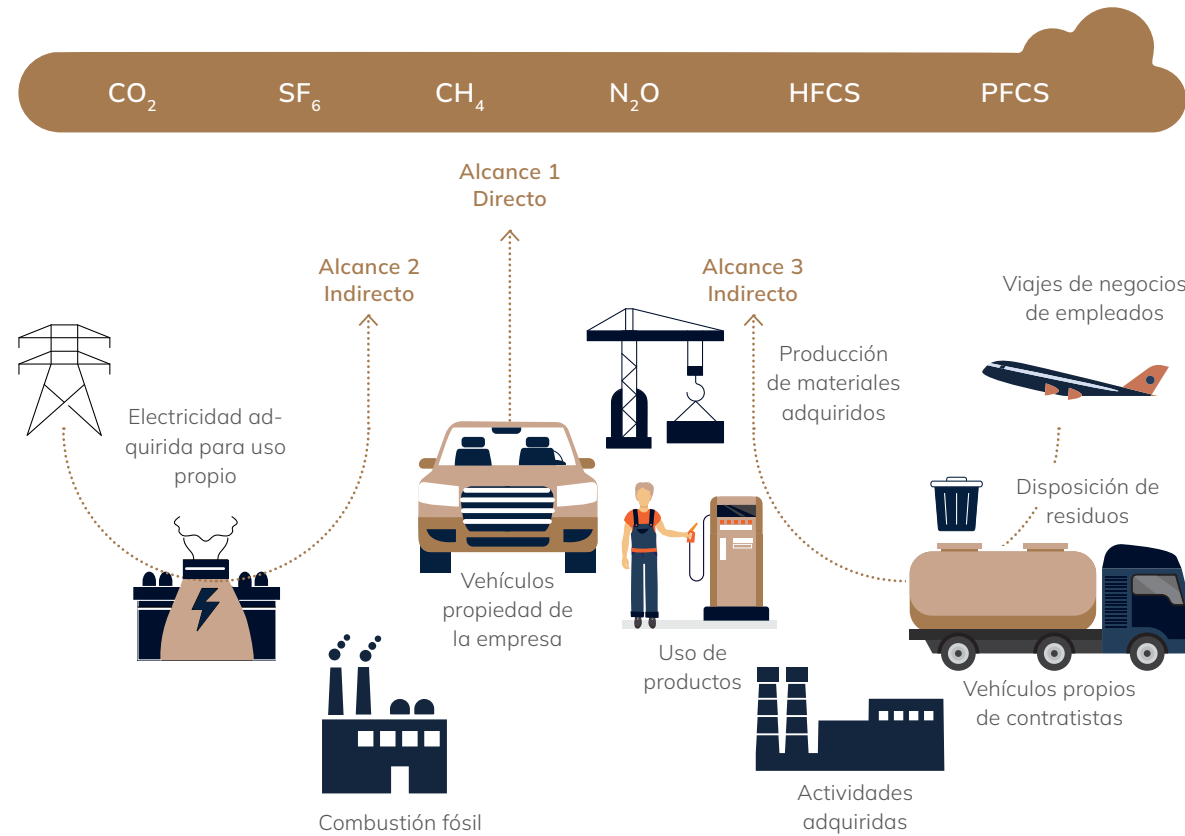 CO₂ SF₆ CH₄ N₂O HFCS PFCS
Alcance 1
Directo
Alcance 2
Indirecto
Alcance 3
Indirecto
Viajes de negocios
de empleados
Producción
de materiales
adquiridos
Electricidad ad-
quirida para uso
propio
Disposición de
residuos
Vehículos
propiedad de
la empresa
Uso de
productos
Vehículos propios
de contratistas
Actividades
adquiridas
Combustión fósil